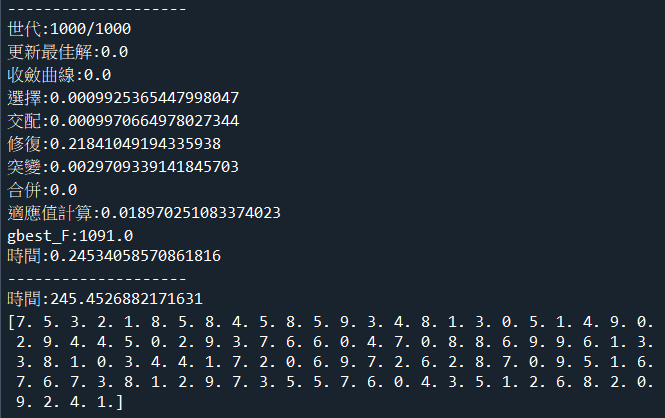 --------------------
世代:1000/1000
更新最佳解:0.0
收斂曲線:0.0
選擇:0.0009925365447998047
交配:0.0009970664978027344
修復:0.21841049194335938
突變:0.0029709339141845703
合併:0.0
適應值計算:0.018970251083374023
gbest_F:1091.0
時間:0.24534058570861816
--------------------
時間:245.4526882171631
[7. 5. 3. 2. 1. 8. 5. 8. 4. 5. 8. 5. 9. 3. 4. 8. 1. 3. 0. 5. 1. 4. 9. 0.
2. 9. 4. 4. 5. 0. 2. 9. 3. 7. 6. 6. 0. 4. 7. 0. 8. 8. 6. 9. 9. 6. 1. 3.
3. 8. 1. 0. 3. 4. 4. 1. 7. 2. 0. 6. 9. 7. 2. 6. 2. 8. 7. 0. 9. 5. 1. 6.
7. 6. 7. 3. 8. 1. 2. 9. 7. 3. 5. 5. 7. 6. 0. 4. 3. 5. 1. 2. 6. 8. 2. 0.
9. 2. 4. 1.]